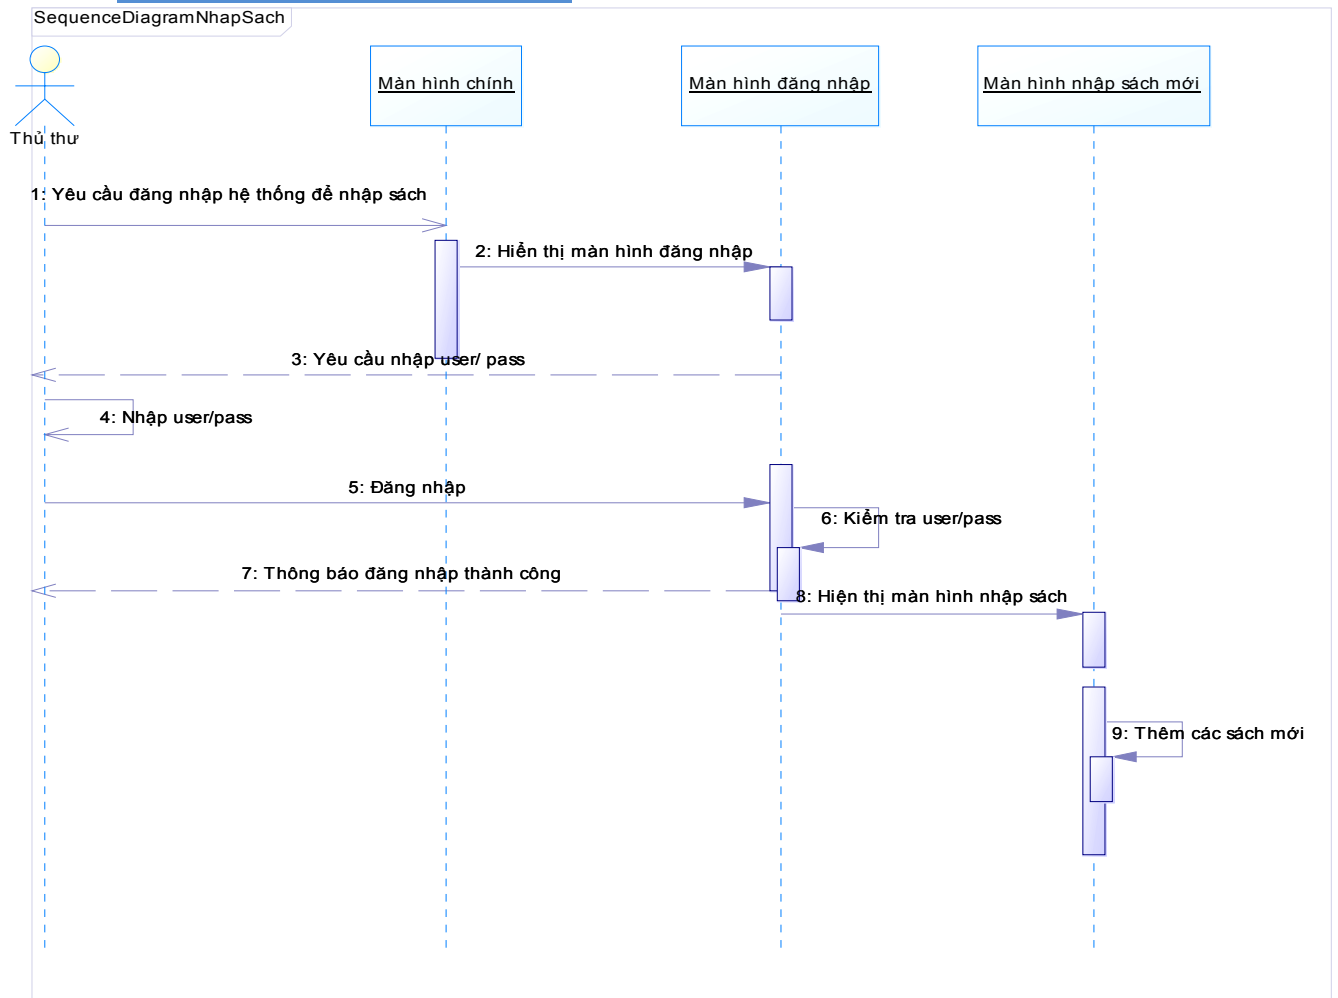 SequenceDiagramNhapSach
Màn hình chính
Màn hình đăng nhập
Màn hình nhập sách mới
Thủ thư
1: Yêu cầu đăng nhập hệ thống để nhập sách
2: Hiển thị màn hình đăng nhập
3: Yêu cầu nhập user/ pass
4: Nhập user/pass
5: Đăng nhập
6: Kiểm tra user/pass
7: Thông báo đăng nhập thành công
8: Hiện thị màn hình nhập sách
9: Thêm các sách mới